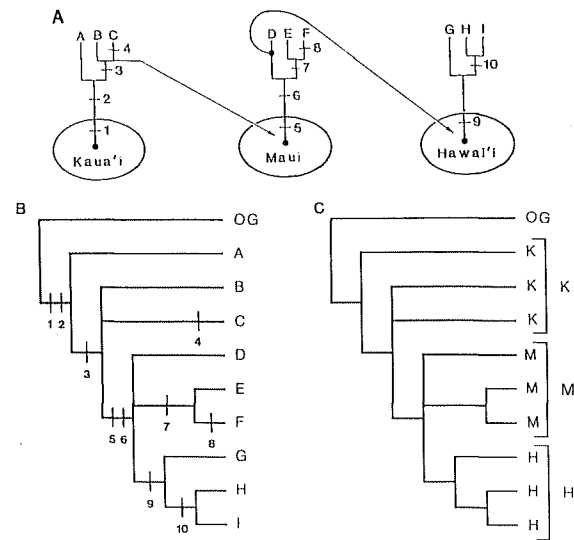 A
A B C
4
3
2
1
Kaua'i
D E F
8
7
6
5
Maui
G H I
10
9
Hawai'i
B
OG
A
B
C
D
E
F
G
H
I
1 2
3
4
5 6
7
8
9
10
C
OG
K
K
K
K
M
M
M
M
H
H
H
H